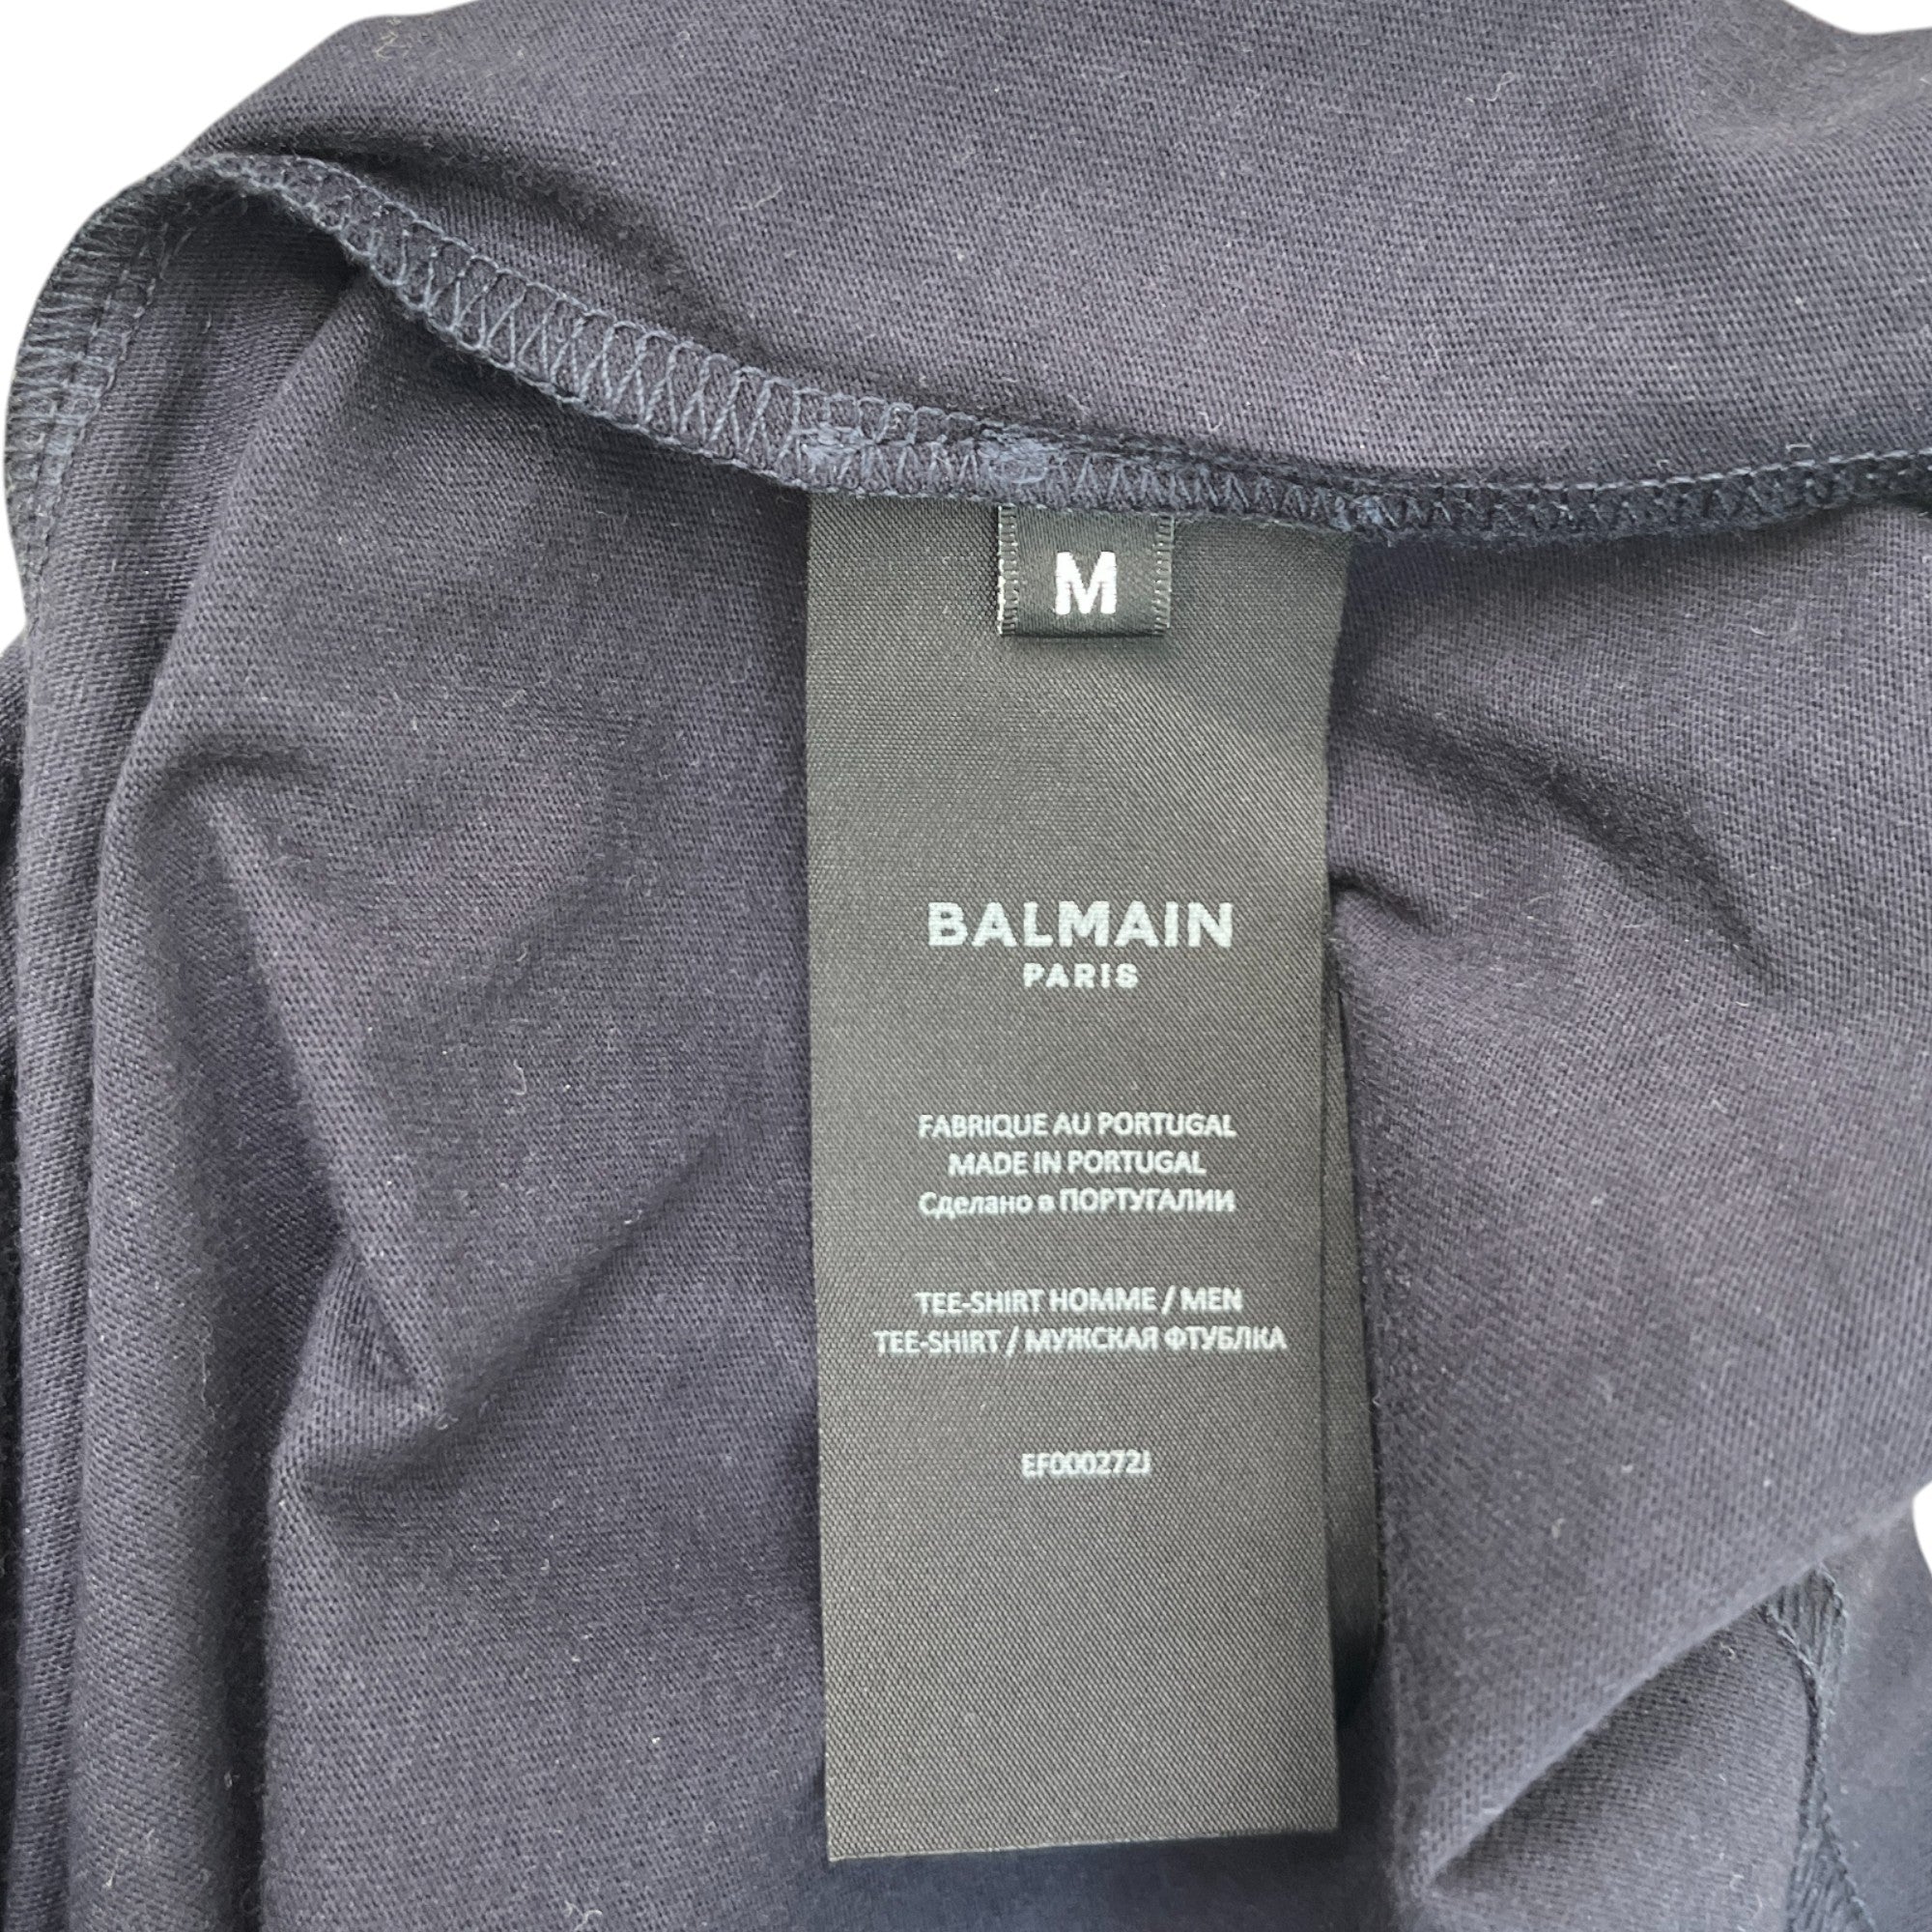 M
BALMAIN
PARIS
FABRIQUE AU PORTUGAL
MADE IN PORTUGAL
Сделано в ПОРТУГАЛИИ
TEE-SHIRT HOMME / MEN
TEE-SHIRT / МУЖСКАЯ ФТУБЛКА
EF000272J